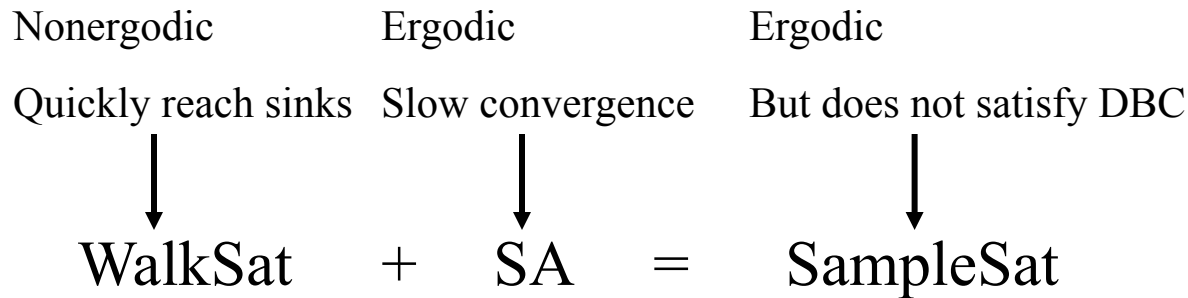 Nonergodic Ergodic Ergodic
Quickly reach sinks Slow convergence But does not satisfy DBC
WalkSat + SA = SampleSat